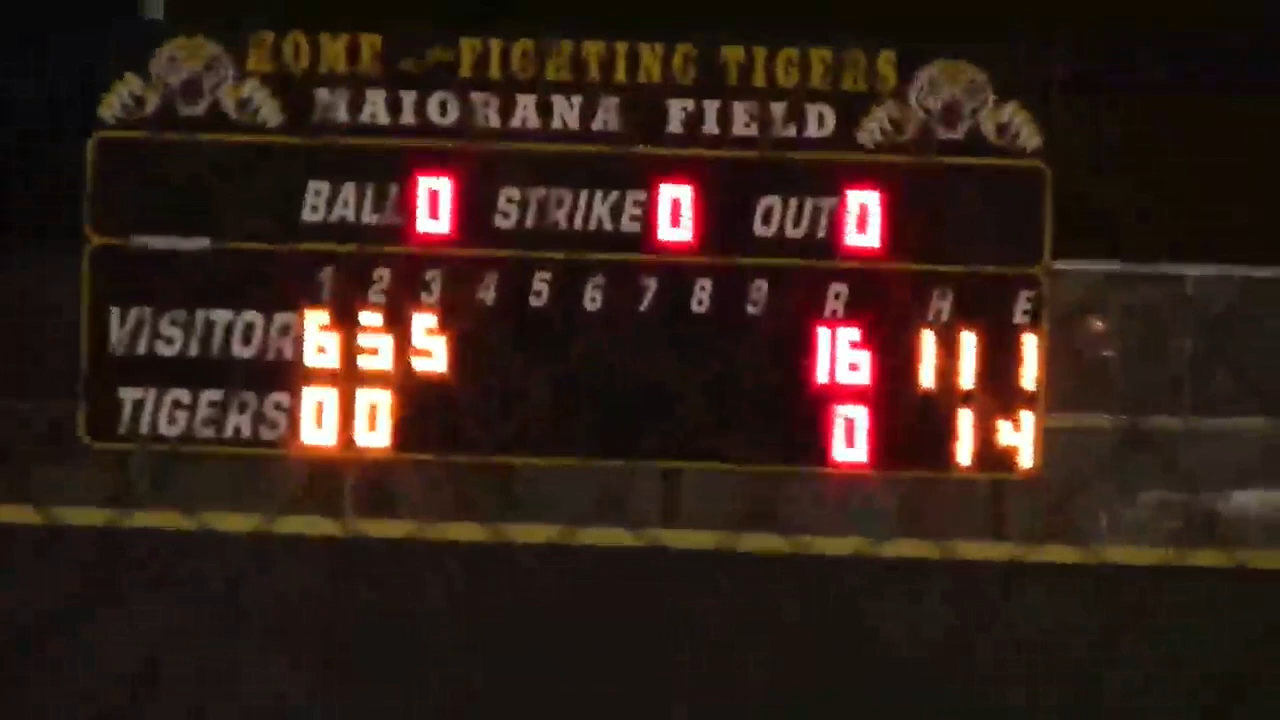 HOME FIGHTING TIGERS
MAIORANA FIELD
BALL 0 STRIKE 0 OUT 0
1 2 3 4 5 6 7 8 9 R H E
VISITOR 6 5 5 16 11 1
TIGERS 0 0 0 1 4